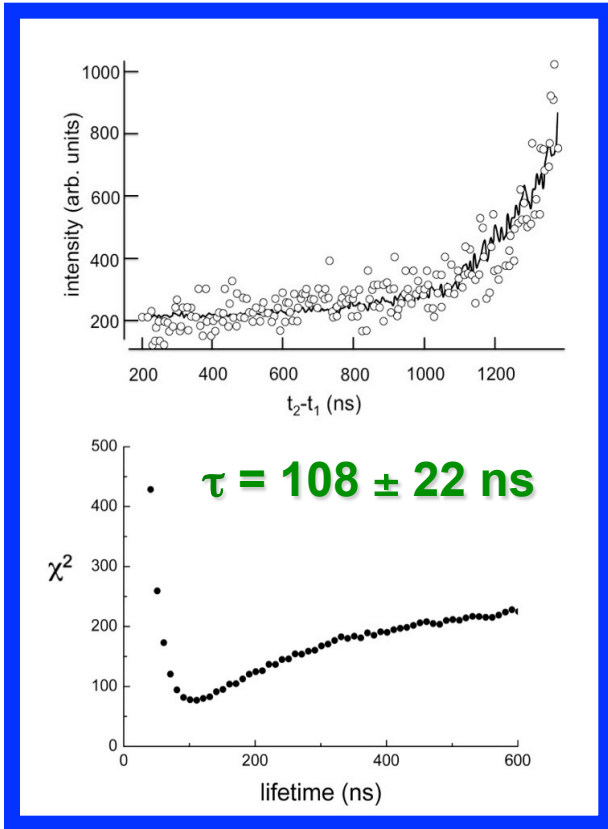 1000
800
600
400
200
intensity (arb. units)
200 400 600 800 1000 1200
t₂-t₁ (ns)
τ = 108 ± 22 ns
500
400
300
200
100
0
χ²
0 200 400 600
lifetime (ns)